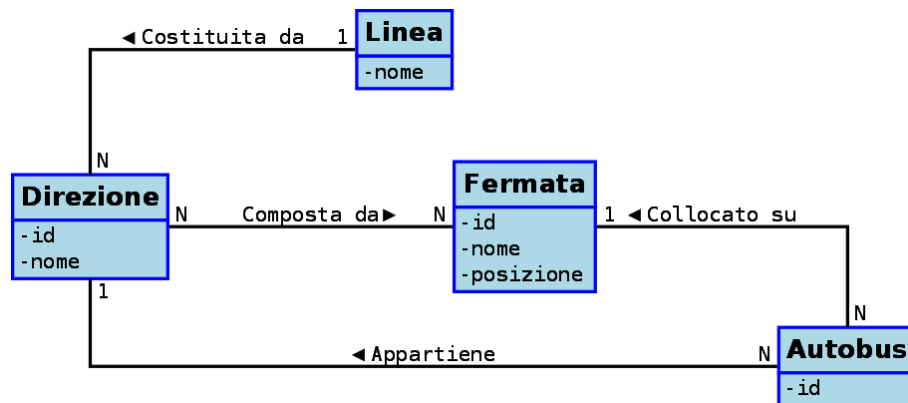 ◄Costituita da 1
Linea
-nome
N
Direzione
-id
-nome
N Composta da► N
Fermata
-id
-nome
-posizione
1 ◄Collocato su
N
1
◄Appartiene N
Autobus
-id